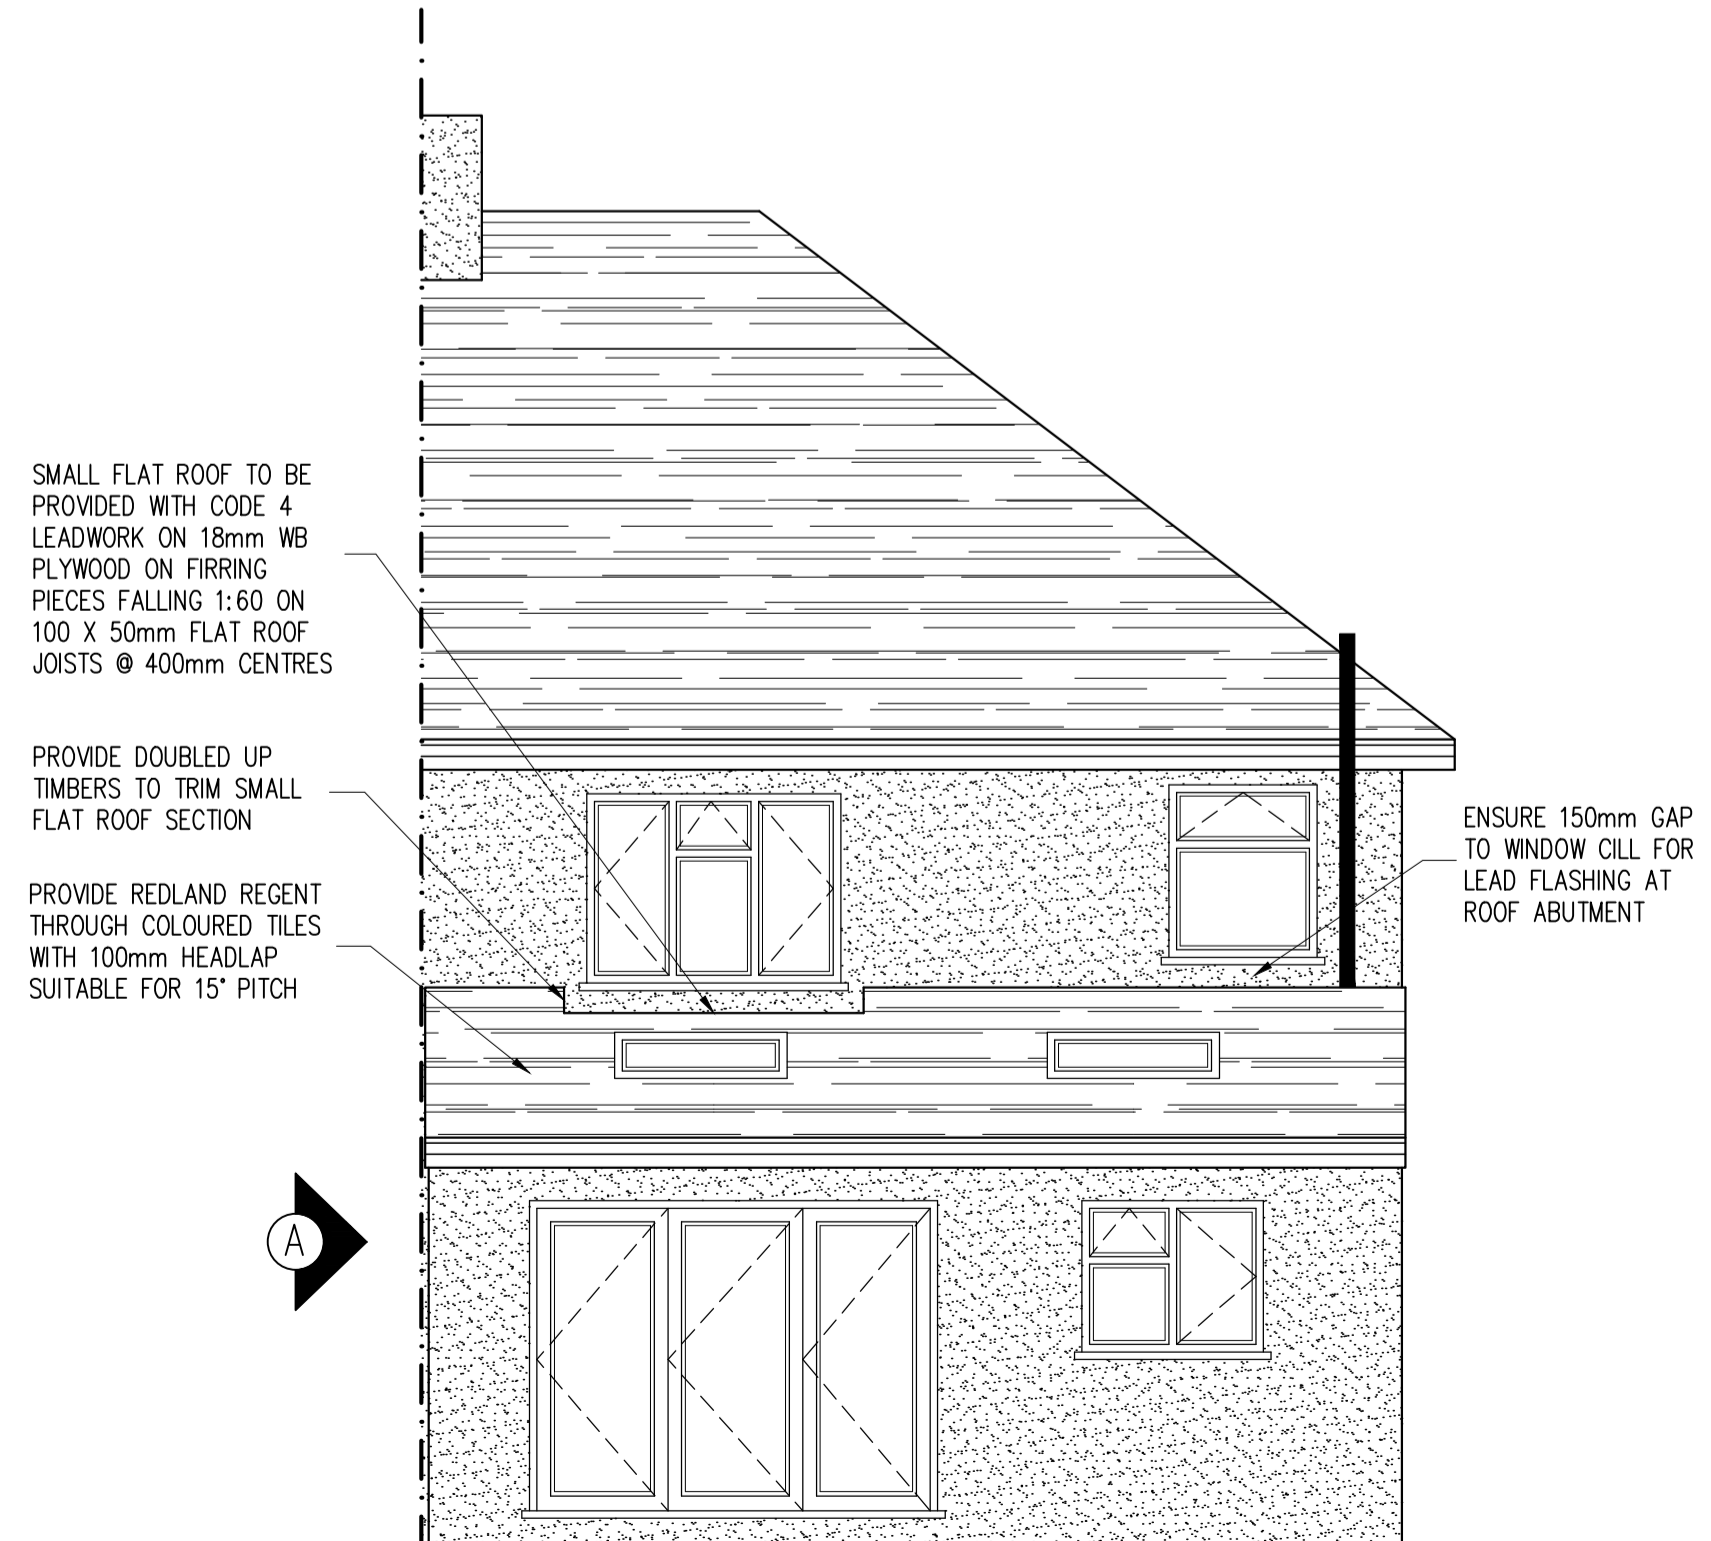 SMALL FLAT ROOF TO BE
PROVIDED WITH CODE 4
LEADWORK ON 18mm WB
PLYWOOD ON FIRRING
PIECES FALLING 1:60 ON
100 X 50mm FLAT ROOF
JOISTS @ 400mm CENTRES
PROVIDE DOUBLED UP
TIMBERS TO TRIM SMALL
FLAT ROOF SECTION
PROVIDE REDLAND REGENT
THROUGH COLOURED TILES
WITH 100mm HEADLAP
SUITABLE FOR 15° PITCH
ENSURE 150mm GAP
TO WINDOW CILL FOR
LEAD FLASHING AT
ROOF ABUTMENT
A